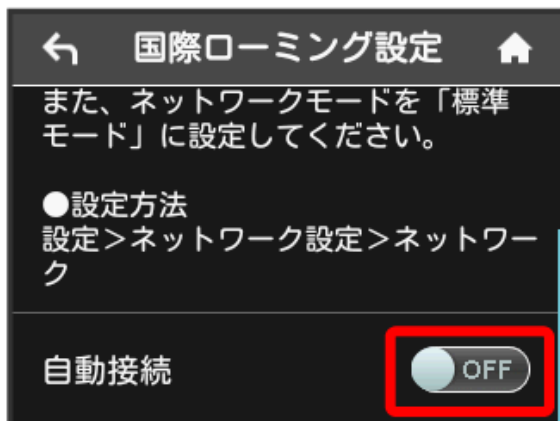 国際ローミング設定
また、ネットワークモードを「標準
モード」に設定してください。
●設定方法
設定>ネットワーク設定>ネットワー
ク
自動接続 OFF